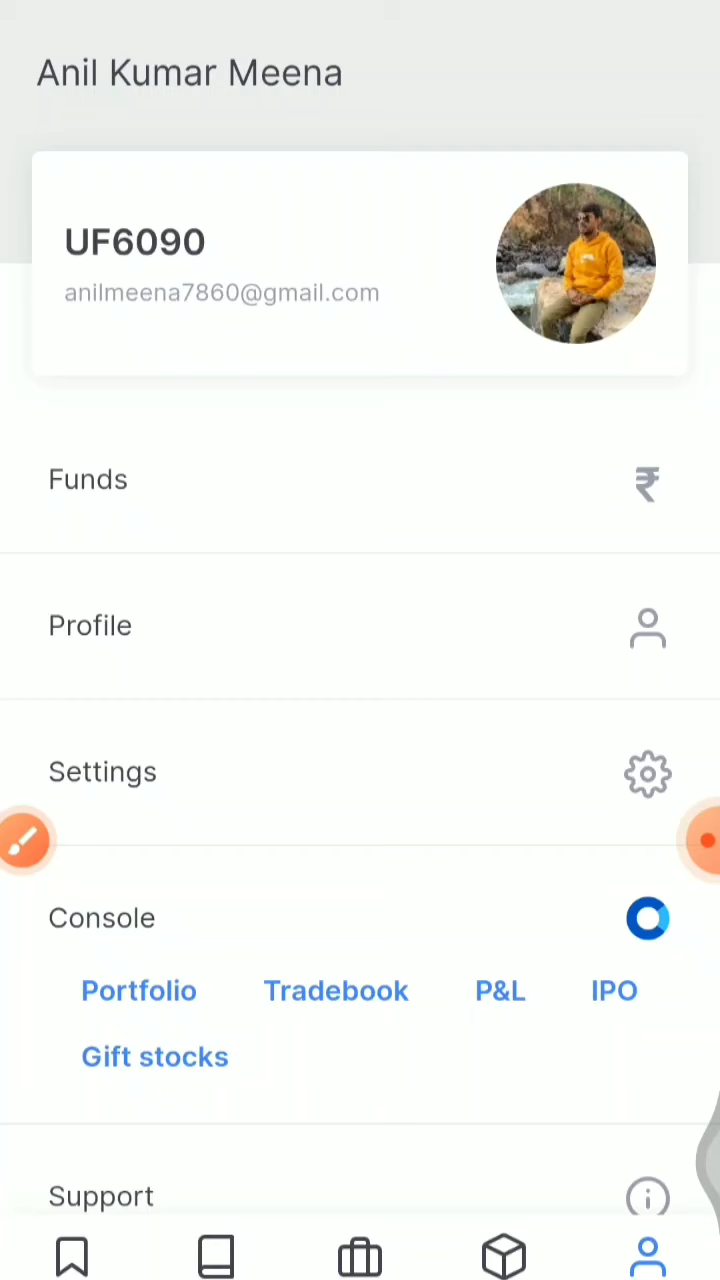 Anil Kumar Meena
UF6090
anilmeena7860@gmail.com
Funds
₹
Profile
Settings
Console
Portfolio Tradebook P&L IPO
Gift stocks
Support